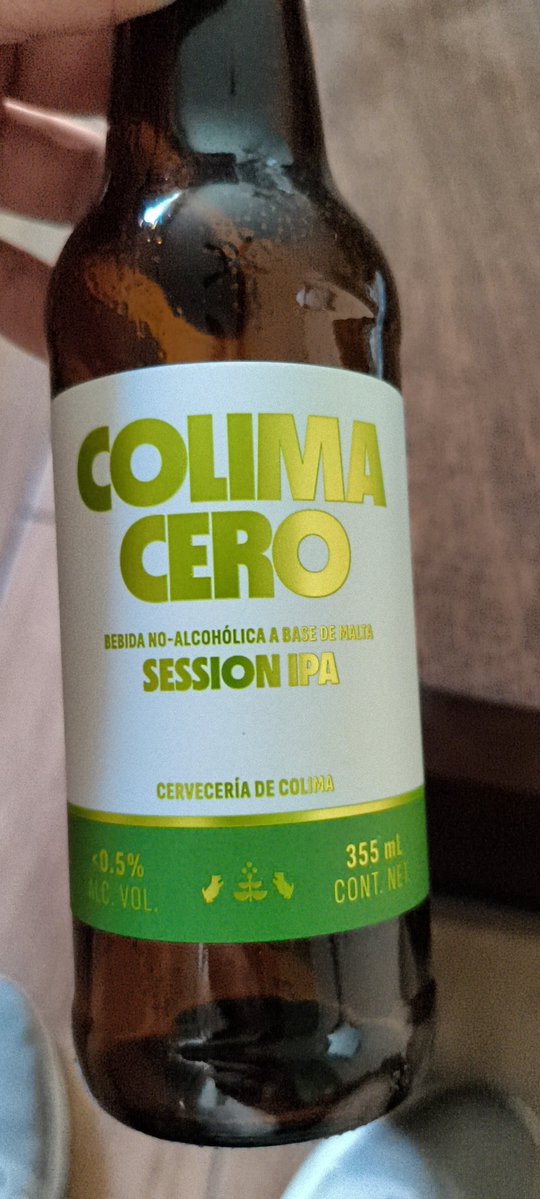 COLIMA
CERO
BEBIDA NO-ALCOHÓLICA A BASE DE MALTA
SESSION IPA
CERVECERÍA DE COLIMA
<0.5%
ALC. VOL.
355 mL
CONT. NET.